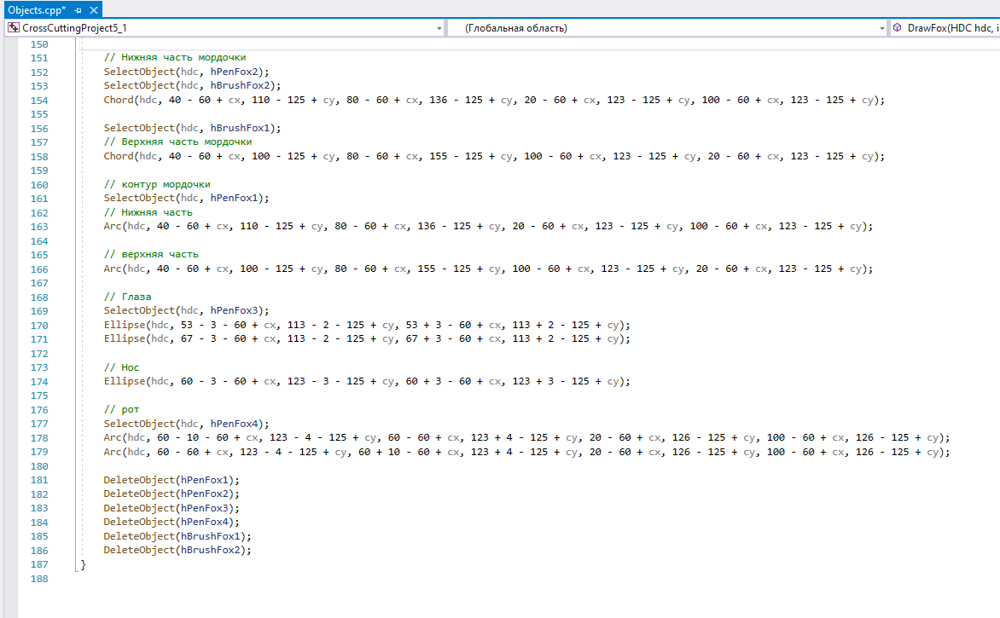 Objects.cpp*
CrossCuttingProject5_1 (Глобальная область) DrawFox(HDC hdc, i
150
151 // Нижняя часть мордочки
152 SelectObject(hdc, hPenFox2);
153 SelectObject(hdc, hBrushFox2);
154 Chord(hdc, 40 - 60 + cx, 110 - 125 + cy, 80 - 60 + cx, 136 - 125 + cy, 20 - 60 + cx, 123 - 125 + cy, 100 - 60 + cx, 123 - 125 + cy);
155
156 SelectObject(hdc, hBrushFox1);
157 // Верхняя часть мордочки
158 Chord(hdc, 40 - 60 + cx, 100 - 125 + cy, 80 - 60 + cx, 155 - 125 + cy, 100 - 60 + cx, 123 - 125 + cy, 20 - 60 + cx, 123 - 125 + cy);
159
160 // контур мордочки
161 SelectObject(hdc, hPenFox1);
162 // Нижняя часть
163 Arc(hdc, 40 - 60 + cx, 110 - 125 + cy, 80 - 60 + cx, 136 - 125 + cy, 20 - 60 + cx, 123 - 125 + cy, 100 - 60 + cx, 123 - 125 + cy);
164
165 // верхняя часть
166 Arc(hdc, 40 - 60 + cx, 100 - 125 + cy, 80 - 60 + cx, 155 - 125 + cy, 100 - 60 + cx, 123 - 125 + cy, 20 - 60 + cx, 123 - 125 + cy);
167
168 // Глаза
169 SelectObject(hdc, hPenFox3);
170 Ellipse(hdc, 53 - 3 - 60 + cx, 113 - 2 - 125 + cy, 53 + 3 - 60 + cx, 113 + 2 - 125 + cy);
171 Ellipse(hdc, 67 - 3 - 60 + cx, 113 - 2 - 125 + cy, 67 + 3 - 60 + cx, 113 + 2 - 125 + cy);
172
173 // Нос
174 Ellipse(hdc, 60 - 3 - 60 + cx, 123 - 3 - 125 + cy, 60 + 3 - 60 + cx, 123 + 3 - 125 + cy);
175
176 // рот
177 SelectObject(hdc, hPenFox4);
178 Arc(hdc, 60 - 10 - 60 + cx, 123 - 4 - 125 + cy, 60 - 60 + cx, 123 + 4 - 125 + cy, 20 - 60 + cx, 126 - 125 + cy, 100 - 60 + cx, 126 - 125 + cy);
179 Arc(hdc, 60 - 60 + cx, 123 - 4 - 125 + cy, 60 + 10 - 60 + cx, 123 + 4 - 125 + cy, 20 - 60 + cx, 126 - 125 + cy, 100 - 60 + cx, 126 - 125 + cy);
180
181 DeleteObject(hPenFox1);
182 DeleteObject(hPenFox2);
183 DeleteObject(hPenFox3);
184 DeleteObject(hPenFox4);
185 DeleteObject(hBrushFox1);
186 DeleteObject(hBrushFox2);
187 }
188